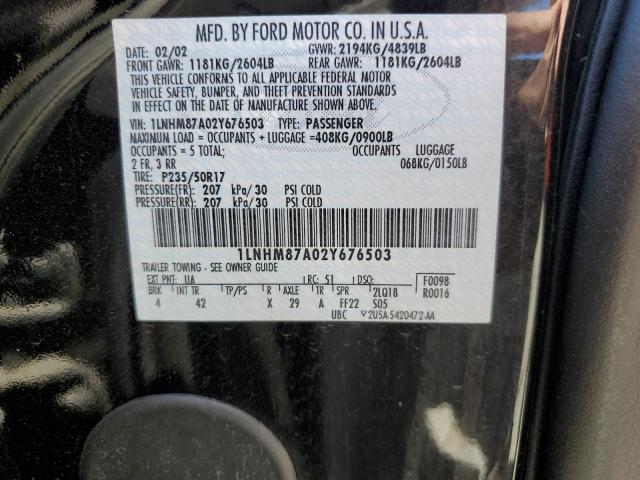 MFD. BY FORD MOTOR CO. IN U.S.A.
02/02 GVWR: 2194KG/4839LB
FRONT GAWR: 1181KG/2604LB REAR GAWR: 1181KG/2604LB
THIS VEHICLE CONFORMS TO ALL APPLICABLE FEDERAL MOTOR
VEHICLE SAFETY, BUMPER, AND THEFT PREVENTION STANDARDS
IN EFFECT ON THE DATE OF MANUFACTURE SHOWN ABOVE.
VIN: 1LNHM87A02Y676503 TYPE: PASSENGER
MAXIMUM LOAD = OCCUPANTS + LUGGAGE = 408KG/0900LB
OCCUPANTS = 5 TOTAL; OCCUPANTS LUGGAGE
2 FR, 3 RR 068KG/0150LB
TIRE: P235/50R17
PRESSURE(FR): 207 kPa/30 PSI COLD
PRESSURE(RR): 207 kPa/30 PSI COLD
1LNHM87A02Y676503
TRAILER TOWING - SEE OWNER GUIDE
EXT PNT: UA RC: 51 DSO: F0098
BRK INT TR TP/PS R AXLE TR SPR 2LQ18 R0016
4 42 X 29 A FF22 S05
UBC V2U5A-5420472-AA